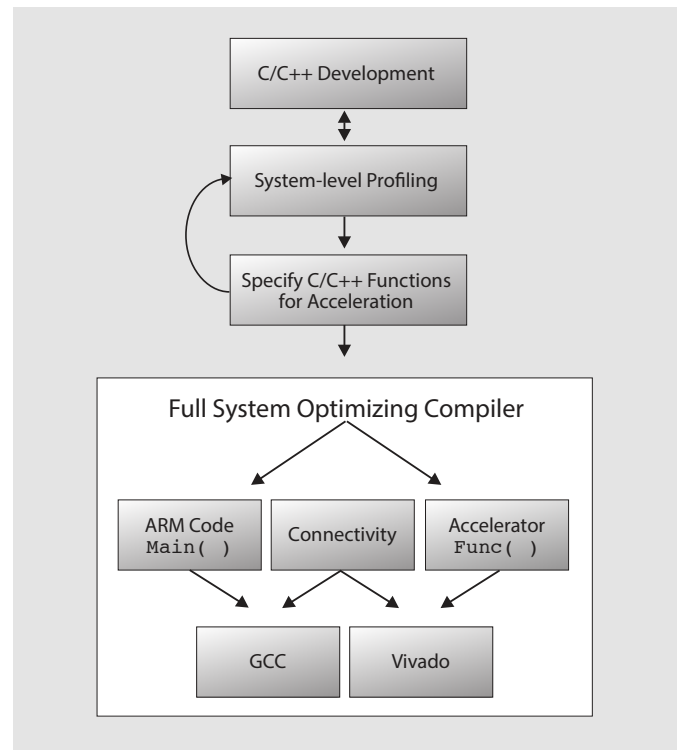 C/C++ Development
System-level Profiling
Specify C/C++ Functions
for Acceleration
Full System Optimizing Compiler
ARM Code
Main( )
Connectivity
Accelerator
Func( )
GCC
Vivado